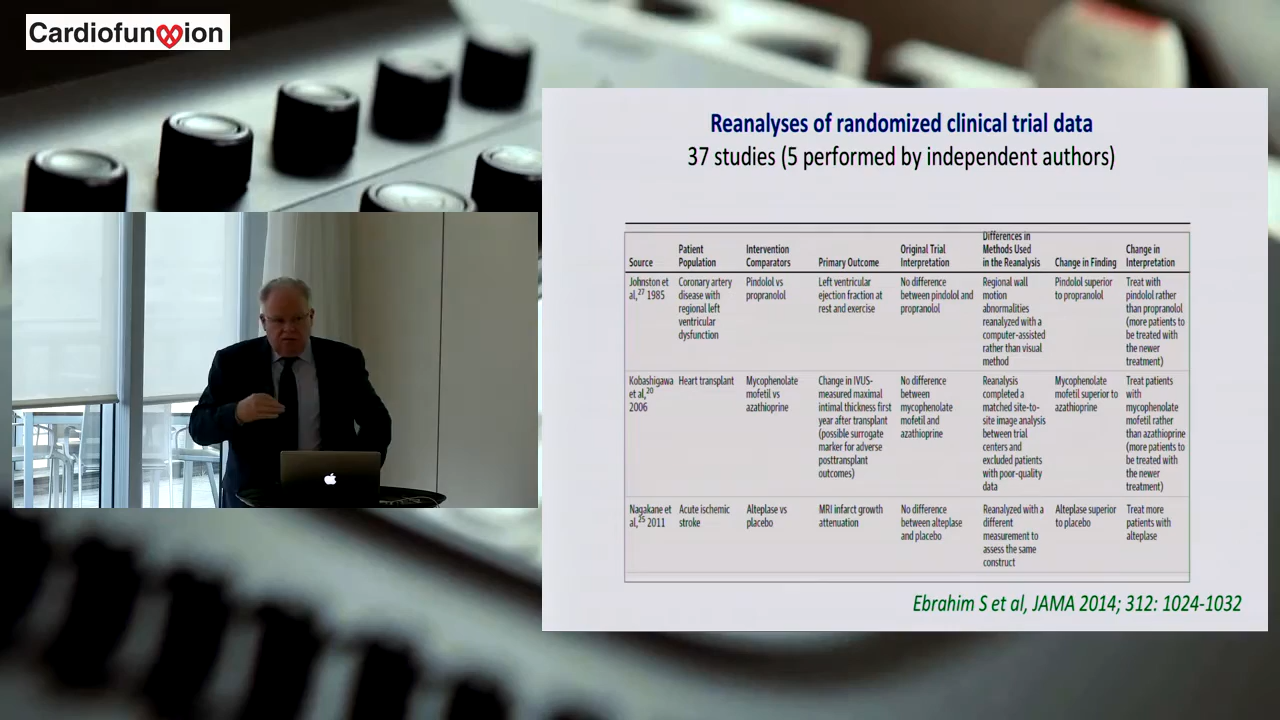 Cardiofunion
Reanalyses of randomized clinical trial data
37 studies (5 performed by independent authors)
Source
Patient
Population
Intervention
Comparators
Primary Outcome
Original Trial
Interpretation
Differences in
Methods Used
in the Reanalysis
Change in Finding
Change in
Interpretation
Johnston et
al,27 1985
Coronary artery
disease with
regional left
ventricular
dysfunction
Pindolol vs
propranolol
Left ventricular
ejection fraction at
rest and exercise
No difference
between pindolol and
propranolol
Regional wall
motion
abnormalities
reanalyzed with a
computer-assisted
rather than visual
method
Pindolol superior
to propranolol
Treat with
pindolol rather
than propranolol
(more patients to
be treated with
the newer
treatment)
Kobashigawa
et al,20
2006
Heart transplant
Mycophenolate
mofetil vs
azathioprine
Change in IVUS-
measured maximal
intimal thickness first
year after transplant
(possible surrogate
marker for adverse
posttransplant
outcomes)
No difference
between
mycophenolate
mofetil and
azathioprine
Reanalysis
completed a
matched site-to-
site image analysis
between trial
centers and
excluded patients
with poor-quality
data
Mycophenolate
mofetil superior to
azathioprine
Treat patients
with
mycophenolate
mofetil rather
than azathioprine
(more patients to
be treated with
the newer
treatment)
Nagakane et
al,25 2011
Acute ischemic
stroke
Alteplase vs
placebo
MRI infarct growth
attenuation
No difference
between alteplase
and placebo
Reanalyzed with a
different
measurement to
assess the same
construct
Alteplase superior
to placebo
Treat more
patients with
alteplase
Ebrahim S et al, JAMA 2014; 312: 1024-1032